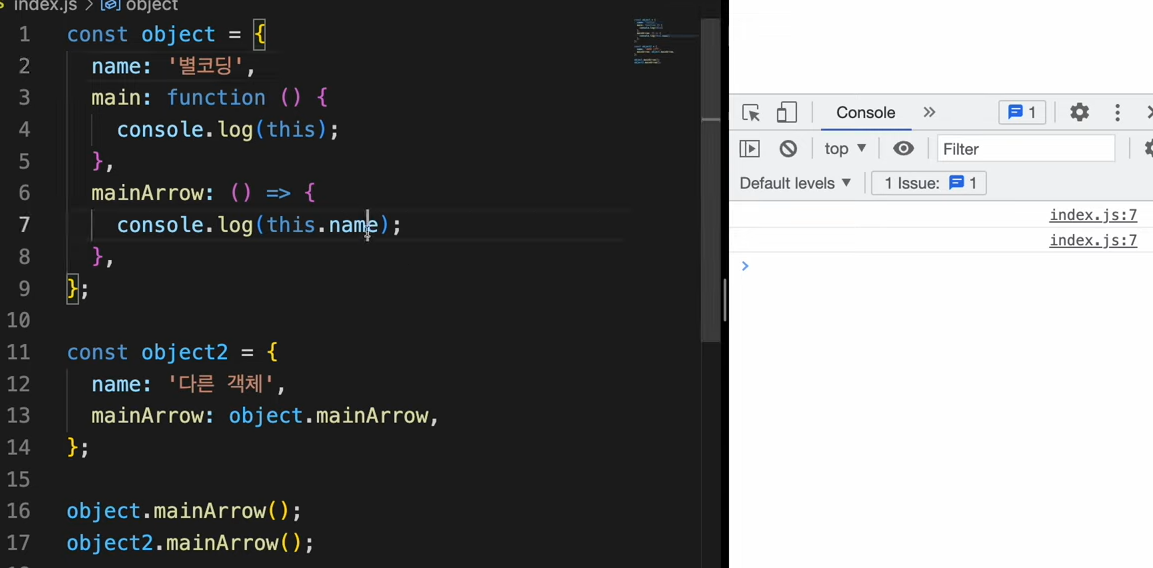 index.js > object
1 const object = {
2 name: '별코딩',
3 main: function () {
4 console.log(this);
5 },
6 mainArrow: () => {
7 console.log(this.name);
8 },
9 };
10
11 const object2 = {
12 name: '다른 객체',
13 mainArrow: object.mainArrow,
14 };
15
16 object.mainArrow();
17 object2.mainArrow();
Console » 1
top ▼ Filter
Default levels ▼ 1 Issue: 1
index.js:7
index.js:7
>